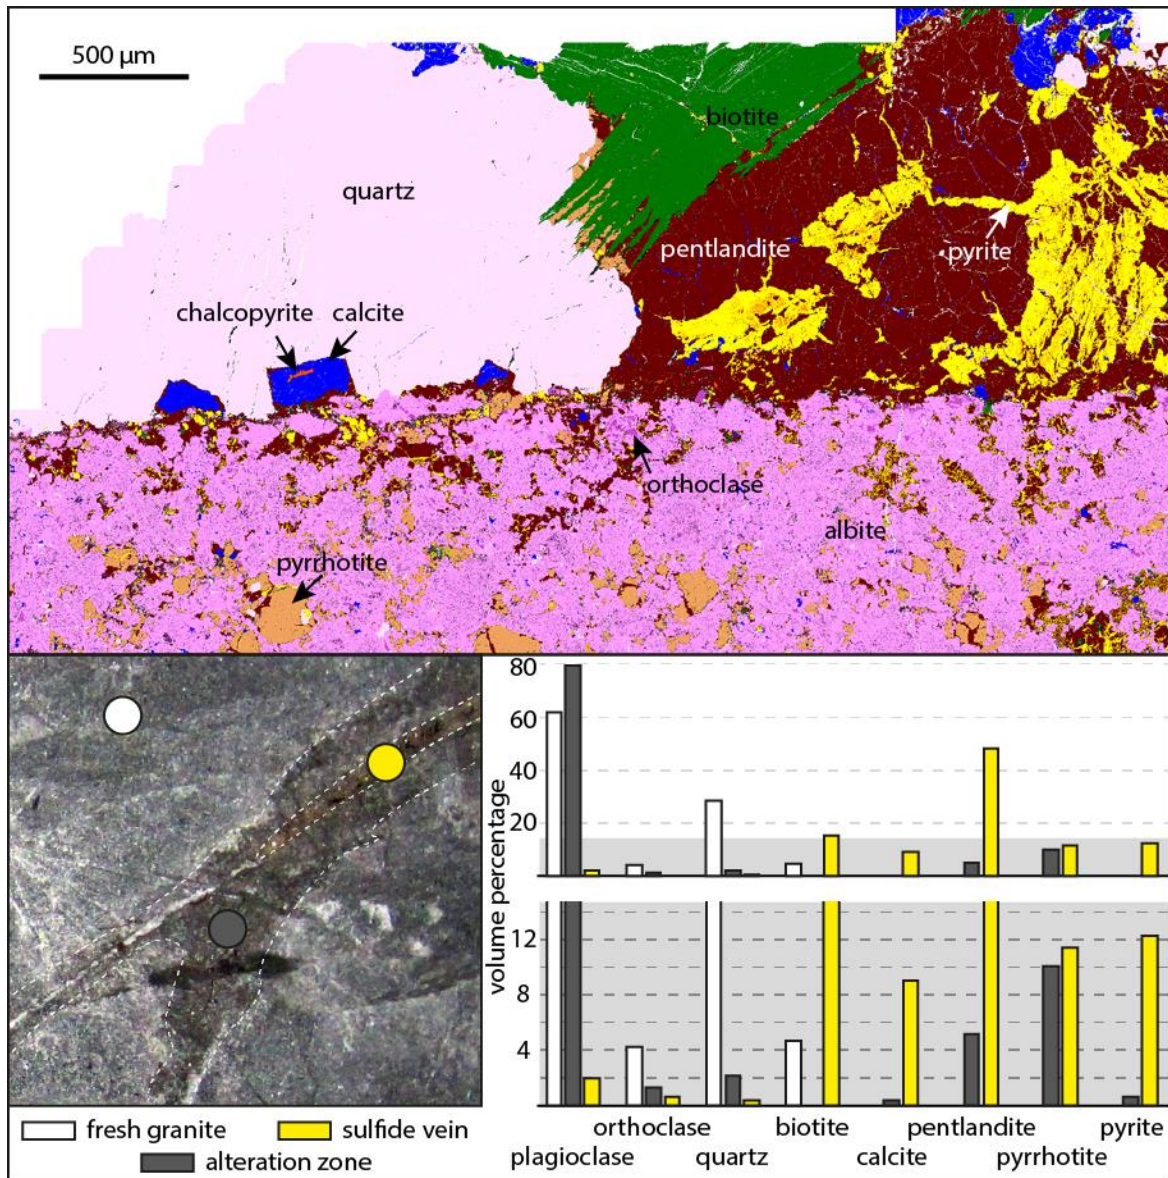 500 µm
biotite
quartz
pentlandite
pyrite
chalcopyrite calcite
orthoclase
albite
pyrrhotite
fresh granite sulfide vein
alteration zone
volume percentage
80
60
40
20
12
8
4
orthoclase biotite pentlandite pyrite
plagioclase quartz calcite pyrrhotite